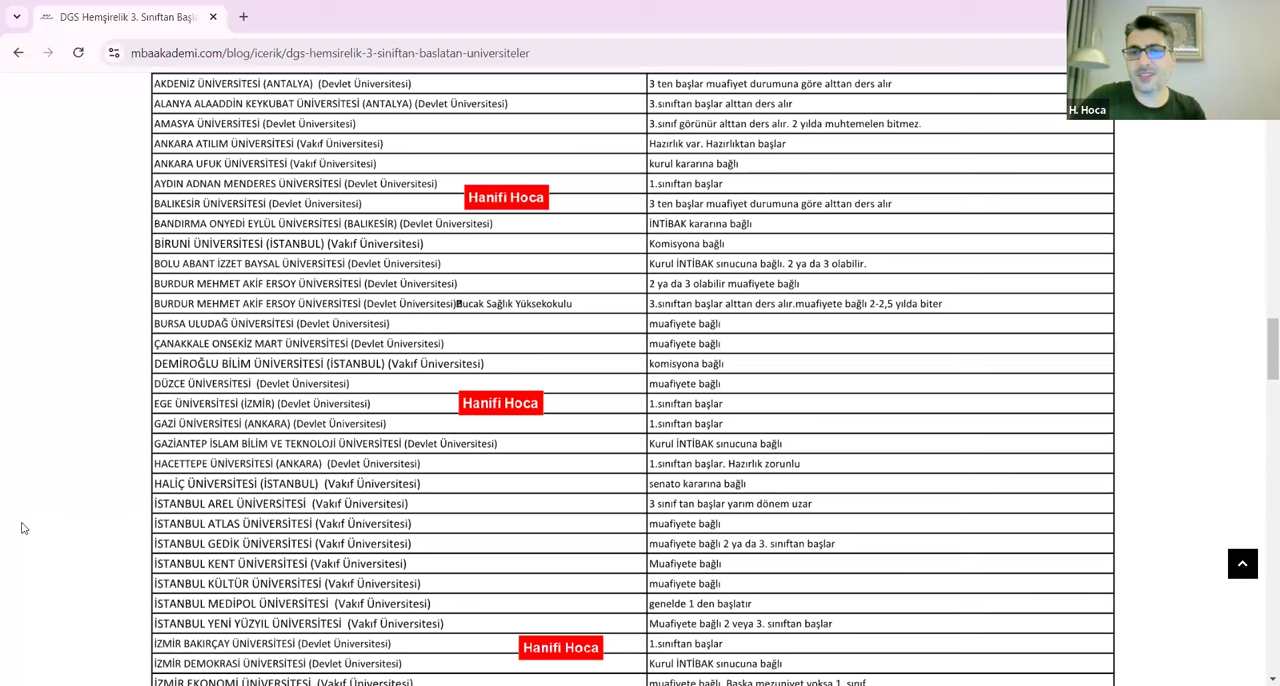 DGS Hemşirelik 3. Sınıftan Başla
mbaakademi.com/blog/icerik/dgs-hemsirelik-3-siniftan-baslatan-universiteler
H. Hoca
AKDENİZ ÜNİVERSİTESİ (ANTALYA) (Devlet Üniversitesi) 3 ten başlar muafiyet durumuna göre alttan ders alır
ALANYA ALAADDİN KEYKUBAT ÜNİVERSİTESİ (ANTALYA) (Devlet Üniversitesi) 3.sınıftan başlar alttan ders alır
AMASYA ÜNİVERSİTESİ (Devlet Üniversitesi) 3.sınıf görünür alttan ders alır. 2 yılda muhtemelen bitmez.
ANKARA ATILIM ÜNİVERSİTESİ (Vakıf Üniversitesi) Hazırlık var. Hazırlıktan başlar
ANKARA UFUK ÜNİVERSİTESİ (Vakıf Üniversitesi) kurul kararına bağlı
AYDIN ADNAN MENDERES ÜNİVERSİTESİ (Devlet Üniversitesi) 1.sınıftan başlar
Hanifi Hoca
BALIKESİR ÜNİVERSİTESİ (Devlet Üniversitesi) 3 ten başlar muafiyet durumuna göre alttan ders alır
BANDIRMA ONYEDİ EYLÜL ÜNİVERSİTESİ (BALIKESİR) (Devlet Üniversitesi) İNTİBAK kararına bağlı
BİRUNİ ÜNİVERSİTESİ (İSTANBUL) (Vakıf Üniversitesi) Komisyona bağlı
BOLU ABANT İZZET BAYSAL ÜNİVERSİTESİ (Devlet Üniversitesi) Kurul İNTİBAK sınucuna bağlı. 2 ya da 3 olabilir.
BURDUR MEHMET AKİF ERSOY ÜNİVERSİTESİ (Devlet Üniversitesi) 2 ya da 3 olabilir muafiyete bağlı
BURDUR MEHMET AKİF ERSOY ÜNİVERSİTESİ (Devlet Üniversitesi)Bucak Sağlık Yüksekokulu 3.sınıftan başlar alttan ders alır.muafiyete bağlı 2-2,5 yılda biter
BURSA ULUDAĞ ÜNİVERSİTESİ (Devlet Üniversitesi) muafiyete bağlı
ÇANAKKALE ONSEKİZ MART ÜNİVERSİTESİ (Devlet Üniversitesi) muafiyete bağlı
DEMİROĞLU BİLİM ÜNİVERSİTESİ (İSTANBUL) (Vakıf Üniversitesi) komisyona bağlı
DÜZCE ÜNİVERSİTESİ (Devlet Üniversitesi) muafiyete bağlı
EGE ÜNİVERSİTESİ (İZMİR) (Devlet Üniversitesi) Hanifi Hoca 1.sınıftan başlar
GAZİ ÜNİVERSİTESİ (ANKARA) (Devlet Üniversitesi) 1.sınıftan başlar
GAZİANTEP İSLAM BİLİM VE TEKNOLOJİ ÜNİVERSİTESİ (Devlet Üniversitesi) Kurul İNTİBAK sınucuna bağlı
HACETTEPE ÜNİVERSİTESİ (ANKARA) (Devlet Üniversitesi) 1.sınıftan başlar. Hazırlık zorunlu
HALİÇ ÜNİVERSİTESİ (İSTANBUL) (Vakıf Üniversitesi) senato kararına bağlı
İSTANBUL AREL ÜNİVERSİTESİ (Vakıf Üniversitesi) 3 sınıf tan başlar yarım dönem uzar
İSTANBUL ATLAS ÜNİVERSİTESİ (Vakıf Üniversitesi) muafiyete bağlı
İSTANBUL GEDİK ÜNİVERSİTESİ (Vakıf Üniversitesi) muafiyete bağlı 2 ya da 3. sınıftan başlar
İSTANBUL KENT ÜNİVERSİTESİ (Vakıf Üniversitesi) Muafiyete bağlı
İSTANBUL KÜLTÜR ÜNİVERSİTESİ (Vakıf Üniversitesi) muafiyete bağlı
İSTANBUL MEDİPOL ÜNİVERSİTESİ (Vakıf Üniversitesi) genelde 1 den başlatır
İSTANBUL YENİ YÜZYIL ÜNİVERSİTESİ (Vakıf Üniversitesi) Muafiyete bağlı 2 veya 3. sınıftan başlar
İZMİR BAKIRÇAY ÜNİVERSİTESİ (Devlet Üniversitesi) Hanifi Hoca 1.sınıftan başlar
İZMİR DEMOKRASİ ÜNİVERSİTESİ (Devlet Üniversitesi) Kurul İNTİBAK sınucuna bağlı
İZMİR EKONOMİ ÜNİVERSİTESİ (Vakıf Üniversitesi) muafiyete bağlı. Başka mezuniyet yoksa 1. sınıf